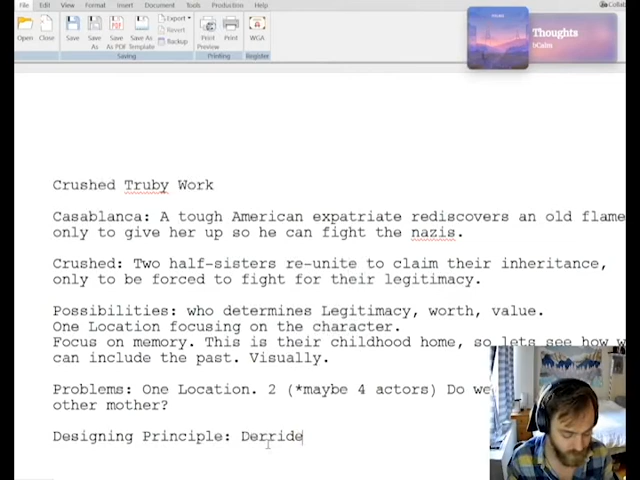 File Edit View Format Document Tools Production Help
Collab
Export
Revert
Backup
Open Close Save Save As Save As PDF Save As Template Print Preview Print WGA
Saving Printing Register
Thoughts
bCalm
Crushed Truby Work
Casablanca: A tough American expatriate rediscovers an old flame
only to give her up so he can fight the nazis.
Crushed: Two half-sisters re-unite to claim their inheritance,
only to be forced to fight for their legitimacy.
Possibilities: who determines Legitimacy, worth, value.
One Location focusing on the character.
Focus on memory. This is their childhood home, so lets see how w
can include the past. Visually.
Problems: One Location. 2 (*maybe 4 actors) Do we
other mother?
Designing Principle: Derride